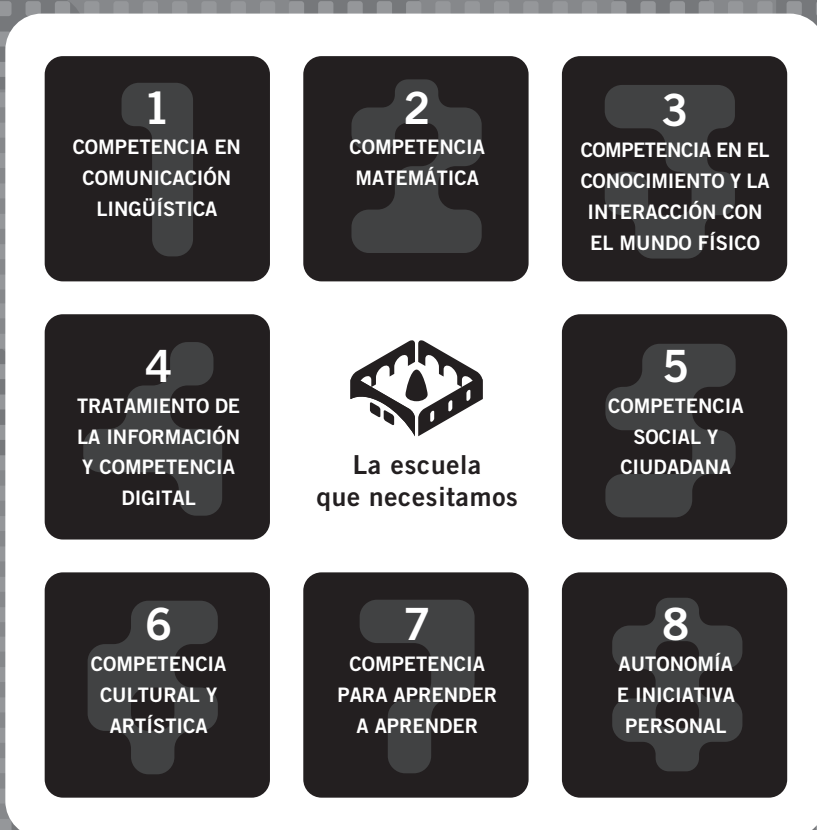 1
COMPETENCIA EN
COMUNICACIÓN
LINGÜÍSTICA
2
COMPETENCIA
MATEMÁTICA
3
COMPETENCIA EN EL
CONOCIMIENTO Y LA
INTERACCIÓN CON
EL MUNDO FÍSICO
4
TRATAMIENTO DE
LA INFORMACIÓN
Y COMPETENCIA
DIGITAL
La escuela
que necesitamos
5
COMPETENCIA
SOCIAL Y
CIUDADANA
6
COMPETENCIA
CULTURAL Y
ARTÍSTICA
7
COMPETENCIA
PARA APRENDER
A APRENDER
8
AUTONOMÍA
E INICIATIVA
PERSONAL